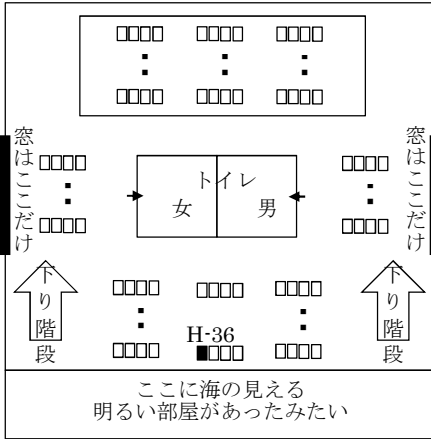 窓はここだけ
トイレ
女
男
窓はここだけ
下り階段
H-36
下り階段
ここに海の見える
明るい部屋があったみたい